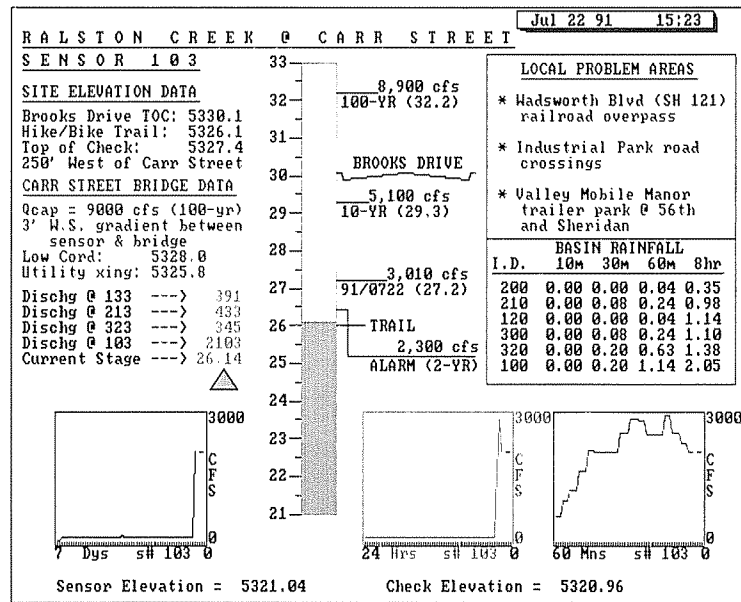 Jul 22 91 15:23
RALSTON CREEK @ CARR STREET
SENSOR 103
SITE ELEVATION DATA
Brooks Drive TOC: 5330.1
Hike/Bike Trail: 5326.1
Top of Check: 5327.4
250' West of Carr Street
CARR STREET BRIDGE DATA
Qcap = 9000 cfs (100-yr)
3' W.S. gradient between
sensor & bridge
Low Cord: 5328.0
Utility xing: 5325.8
Dischg @ 133 ---> 391
Dischg @ 213 ---> 433
Dischg @ 323 ---> 345
Dischg @ 103 ---> 2103
Current Stage ---> 26.14
33
32
31
30
29
28
27
26
25
24
23
22
21
8,900 cfs
100-YR (32.2)
BROOKS DRIVE
5,100 cfs
10-YR (29.3)
3,010 cfs
91/0722 (27.2)
TRAIL
2,300 cfs
ALARM (2-YR)
LOCAL PROBLEM AREAS
* Wadsworth Blvd (SH 121)
railroad overpass
* Industrial Park road
crossings
* Valley Mobile Manor
trailer park @ 56th
and Sheridan
BASIN RAINFALL
I.D. 10M 30M 60M 8hr
200 0.00 0.00 0.04 0.35
210 0.00 0.08 0.24 0.98
120 0.00 0.00 0.04 1.14
300 0.00 0.08 0.24 1.10
320 0.00 0.20 0.63 1.38
100 0.00 0.20 1.14 2.05
3000
CFS
0
7 Dys s# 103 0
3000
CFS
0
24 Hrs s# 103 0
3000
CFS
0
60 Mns s# 103 0
Sensor Elevation = 5321.04
Check Elevation = 5320.96